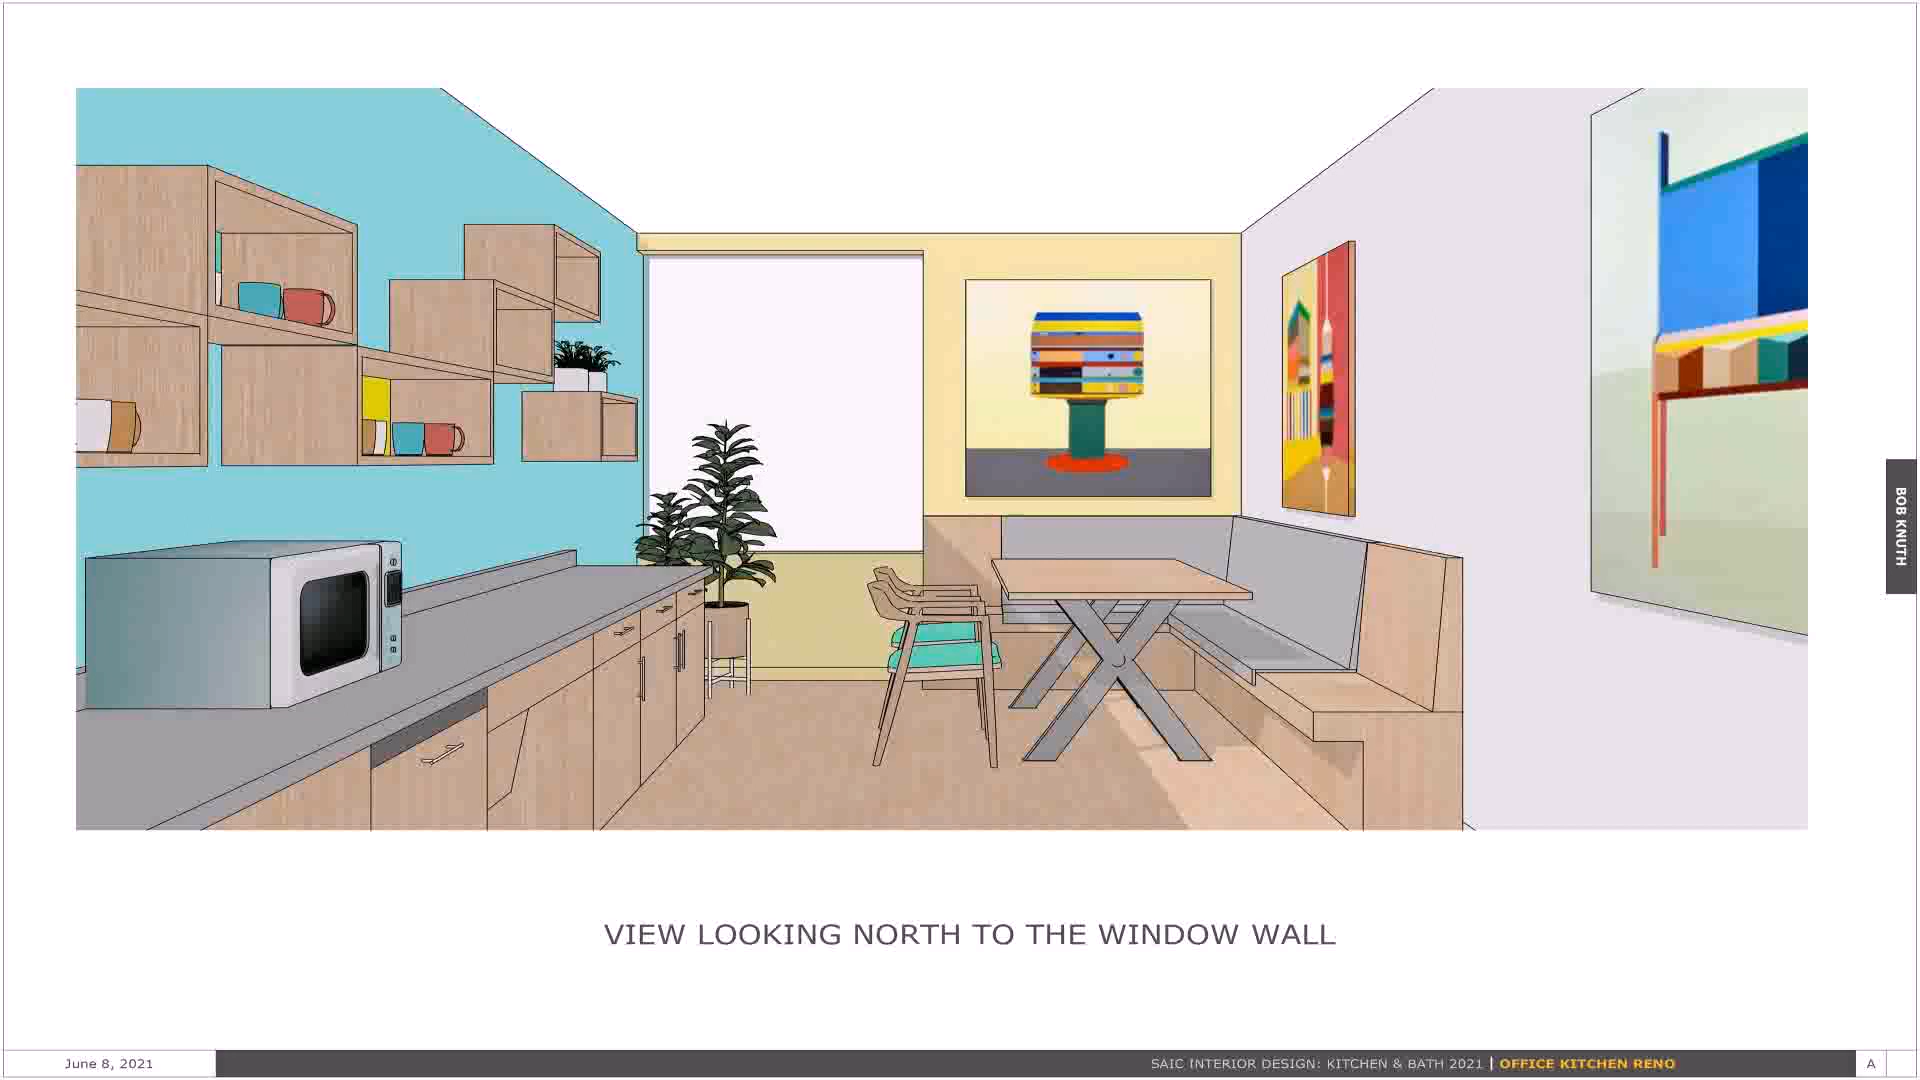 BOB KNUTH
VIEW LOOKING NORTH TO THE WINDOW WALL
June 8, 2021
SAIC INTERIOR DESIGN: KITCHEN & BATH 2021 | OFFICE KITCHEN RENO
A